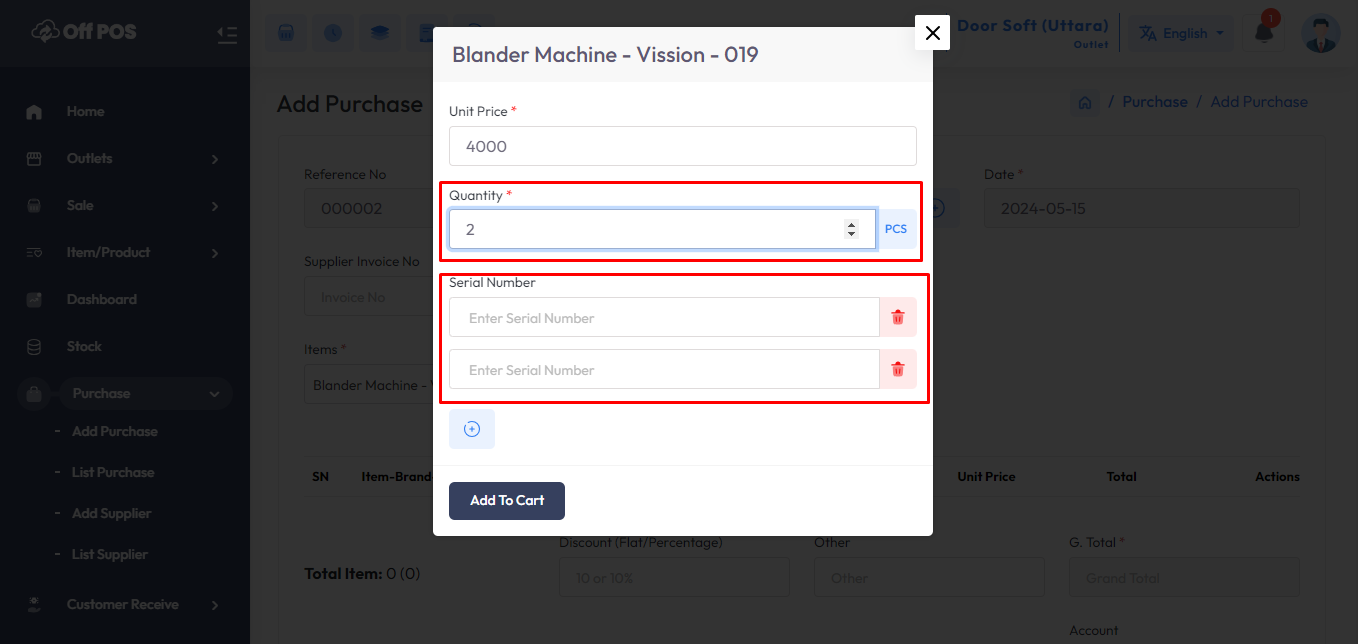 Off POS
Door Soft (Uttara)
Outlet
English
1
Home
Outlets
Sale
Item/Product
Dashboard
Stock
Purchase
- Add Purchase
- List Purchase
- Add Supplier
- List Supplier
Customer Receive
Add Purchase
/ Purchase / Add Purchase
Reference No
000002
Date *
2024-05-15
Supplier Invoice No
Invoice No
Items *
Blander Machine -
SN Item-Brand Unit Price Total Actions
Total Item: 0 (0)
Discount (Flat/Percentage)
10 or 10%
Other
Other
G. Total *
Grand Total
Account
Blander Machine - Vission - 019
Unit Price *
4000
Quantity *
2
PCS
Serial Number
Enter Serial Number
Enter Serial Number
Add To Cart